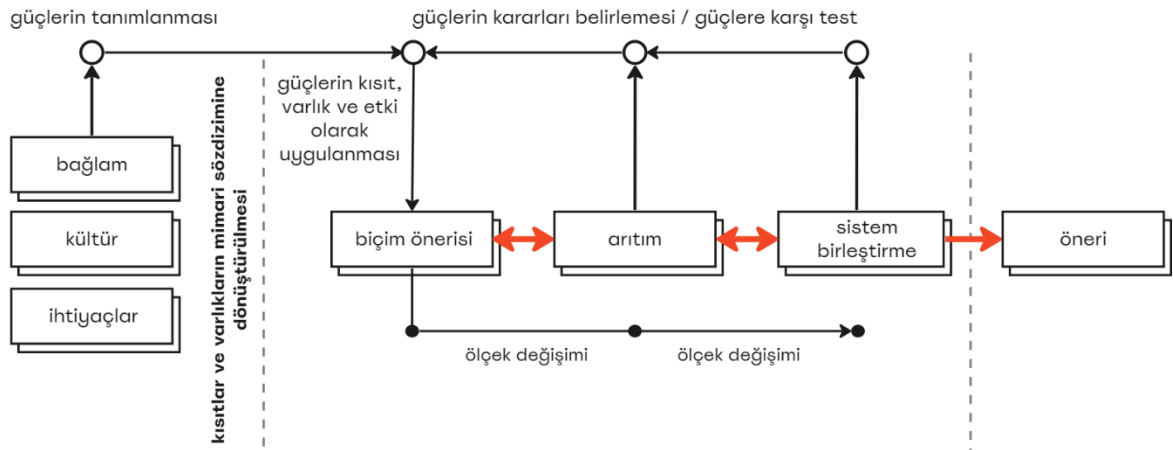 güçlerin tanımlanması
güçlerin kararları belirlemesi / güçlere karşı test
güçlerin kısıt,
varlık ve etki
olarak
uygulanması
bağlam
kültür
ihtiyaçlar
kısıtlar ve varlıkların mimari sözdizimine
dönüştürülmesi
biçim önerisi
arıtım
sistem
birleştirme
öneri
ölçek değişimi
ölçek değişimi